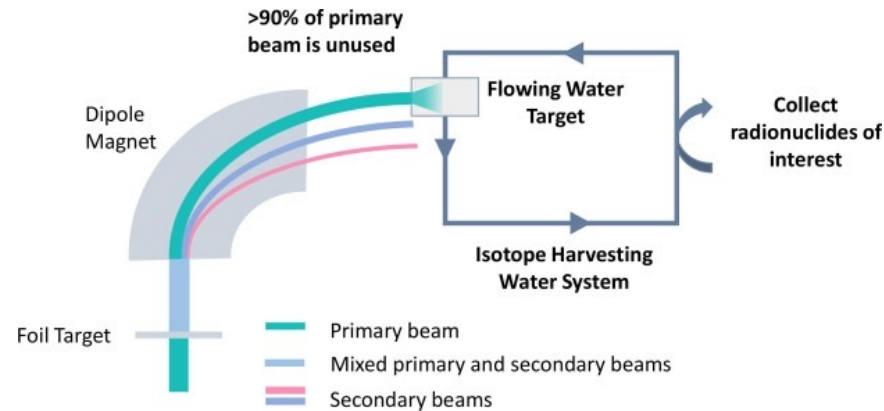 >90% of primary
beam is unused
Dipole
Magnet
Flowing Water
Target
Collect
radionuclides of
interest
Isotope Harvesting
Water System
Foil Target
Primary beam
Mixed primary and secondary beams
Secondary beams